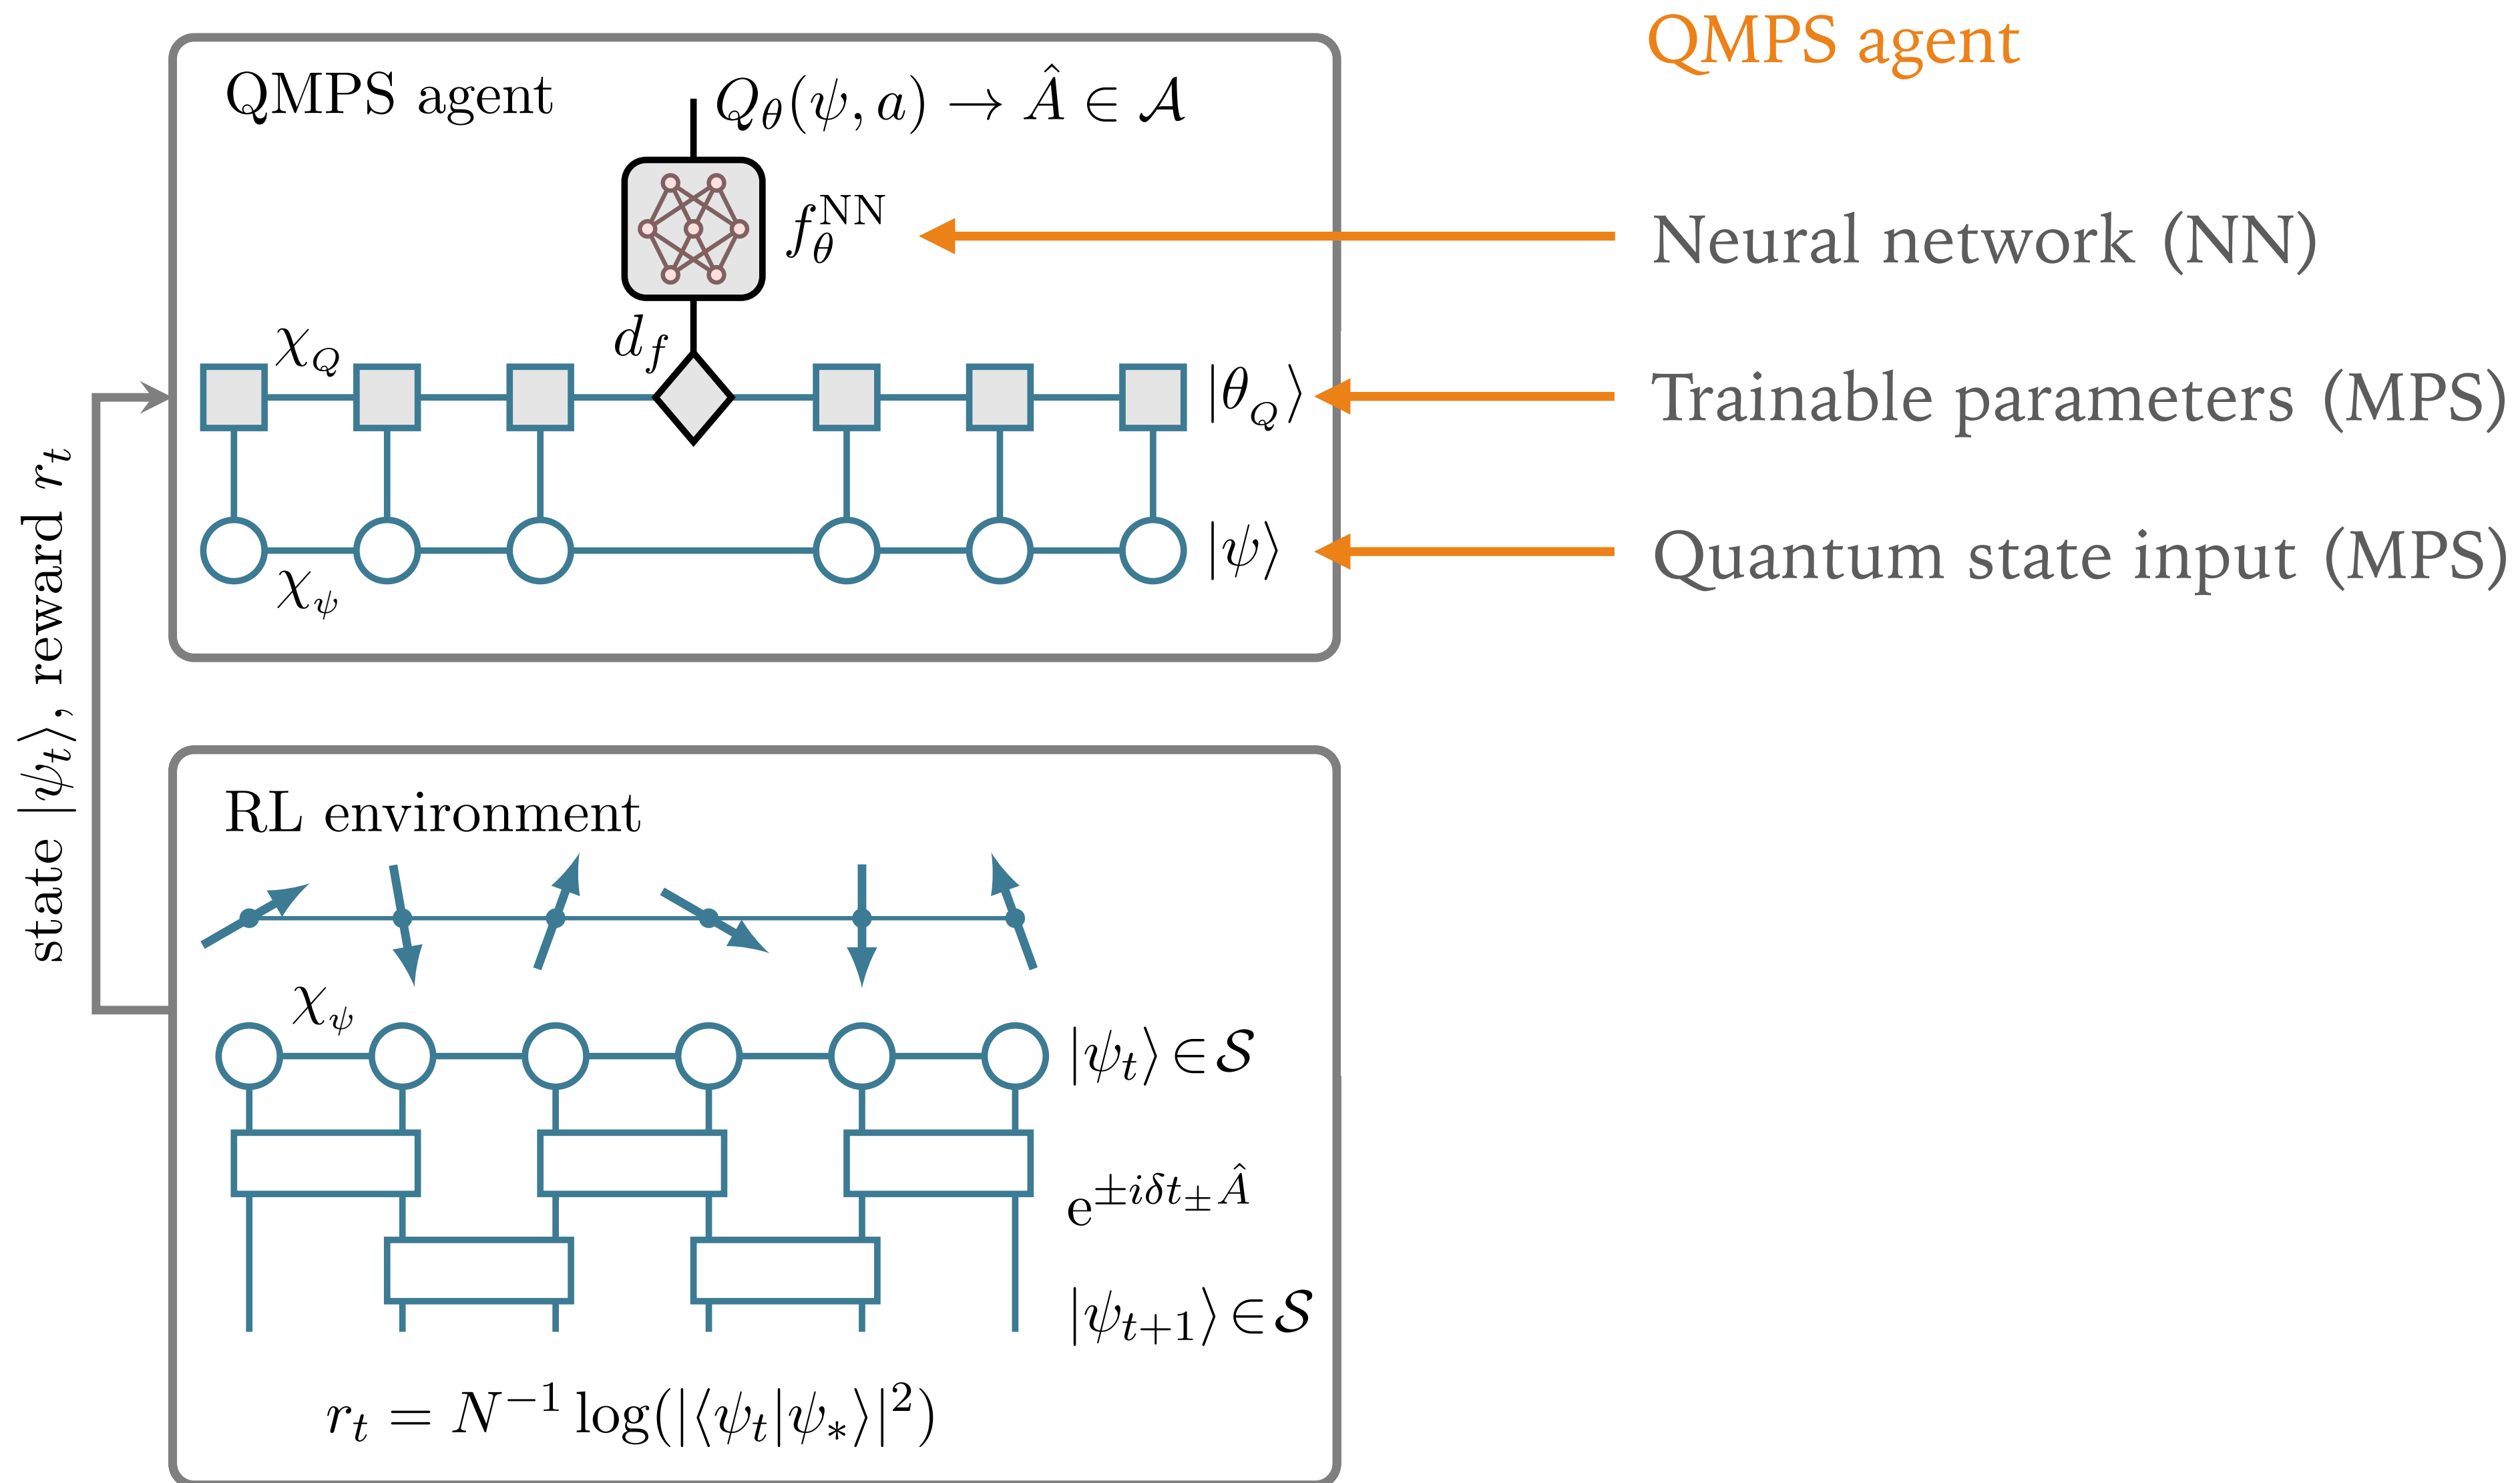 QMPS agent
QMPS agent
Q_θ(ψ, a) → Â ∈ 𝒜
f_θ^NN
Neural network (NN)
d_f
χ_Q
|θ_Q⟩
Trainable parameters (MPS)
|ψ⟩
Quantum state input (MPS)
χ_ψ
state |ψ_t⟩, reward r_t
RL environment
χ_ψ
|ψ_t⟩ ∈ 𝒮
e^{±iδt_± Â}
|ψ_{t+1}⟩ ∈ 𝒮
r_t = N^{−1} log(|⟨ψ_t|ψ_*⟩|^2)